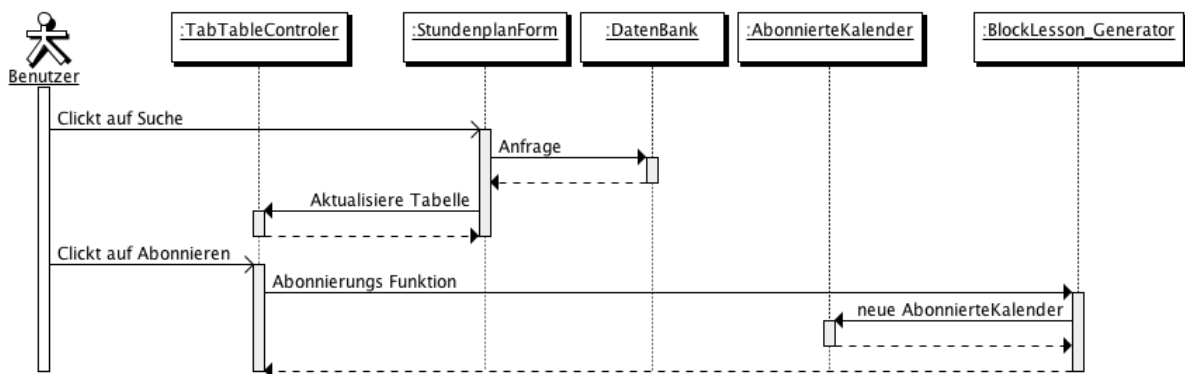 :TabTableControler
:StundenplanForm
:DatenBank
:AbonnierteKalender
:BlockLesson_Generator
Benutzer
Clickt auf Suche
Anfrage
Aktualisiere Tabelle
Clickt auf Abonnieren
Abonnierungs Funktion
neue AbonnierteKalender